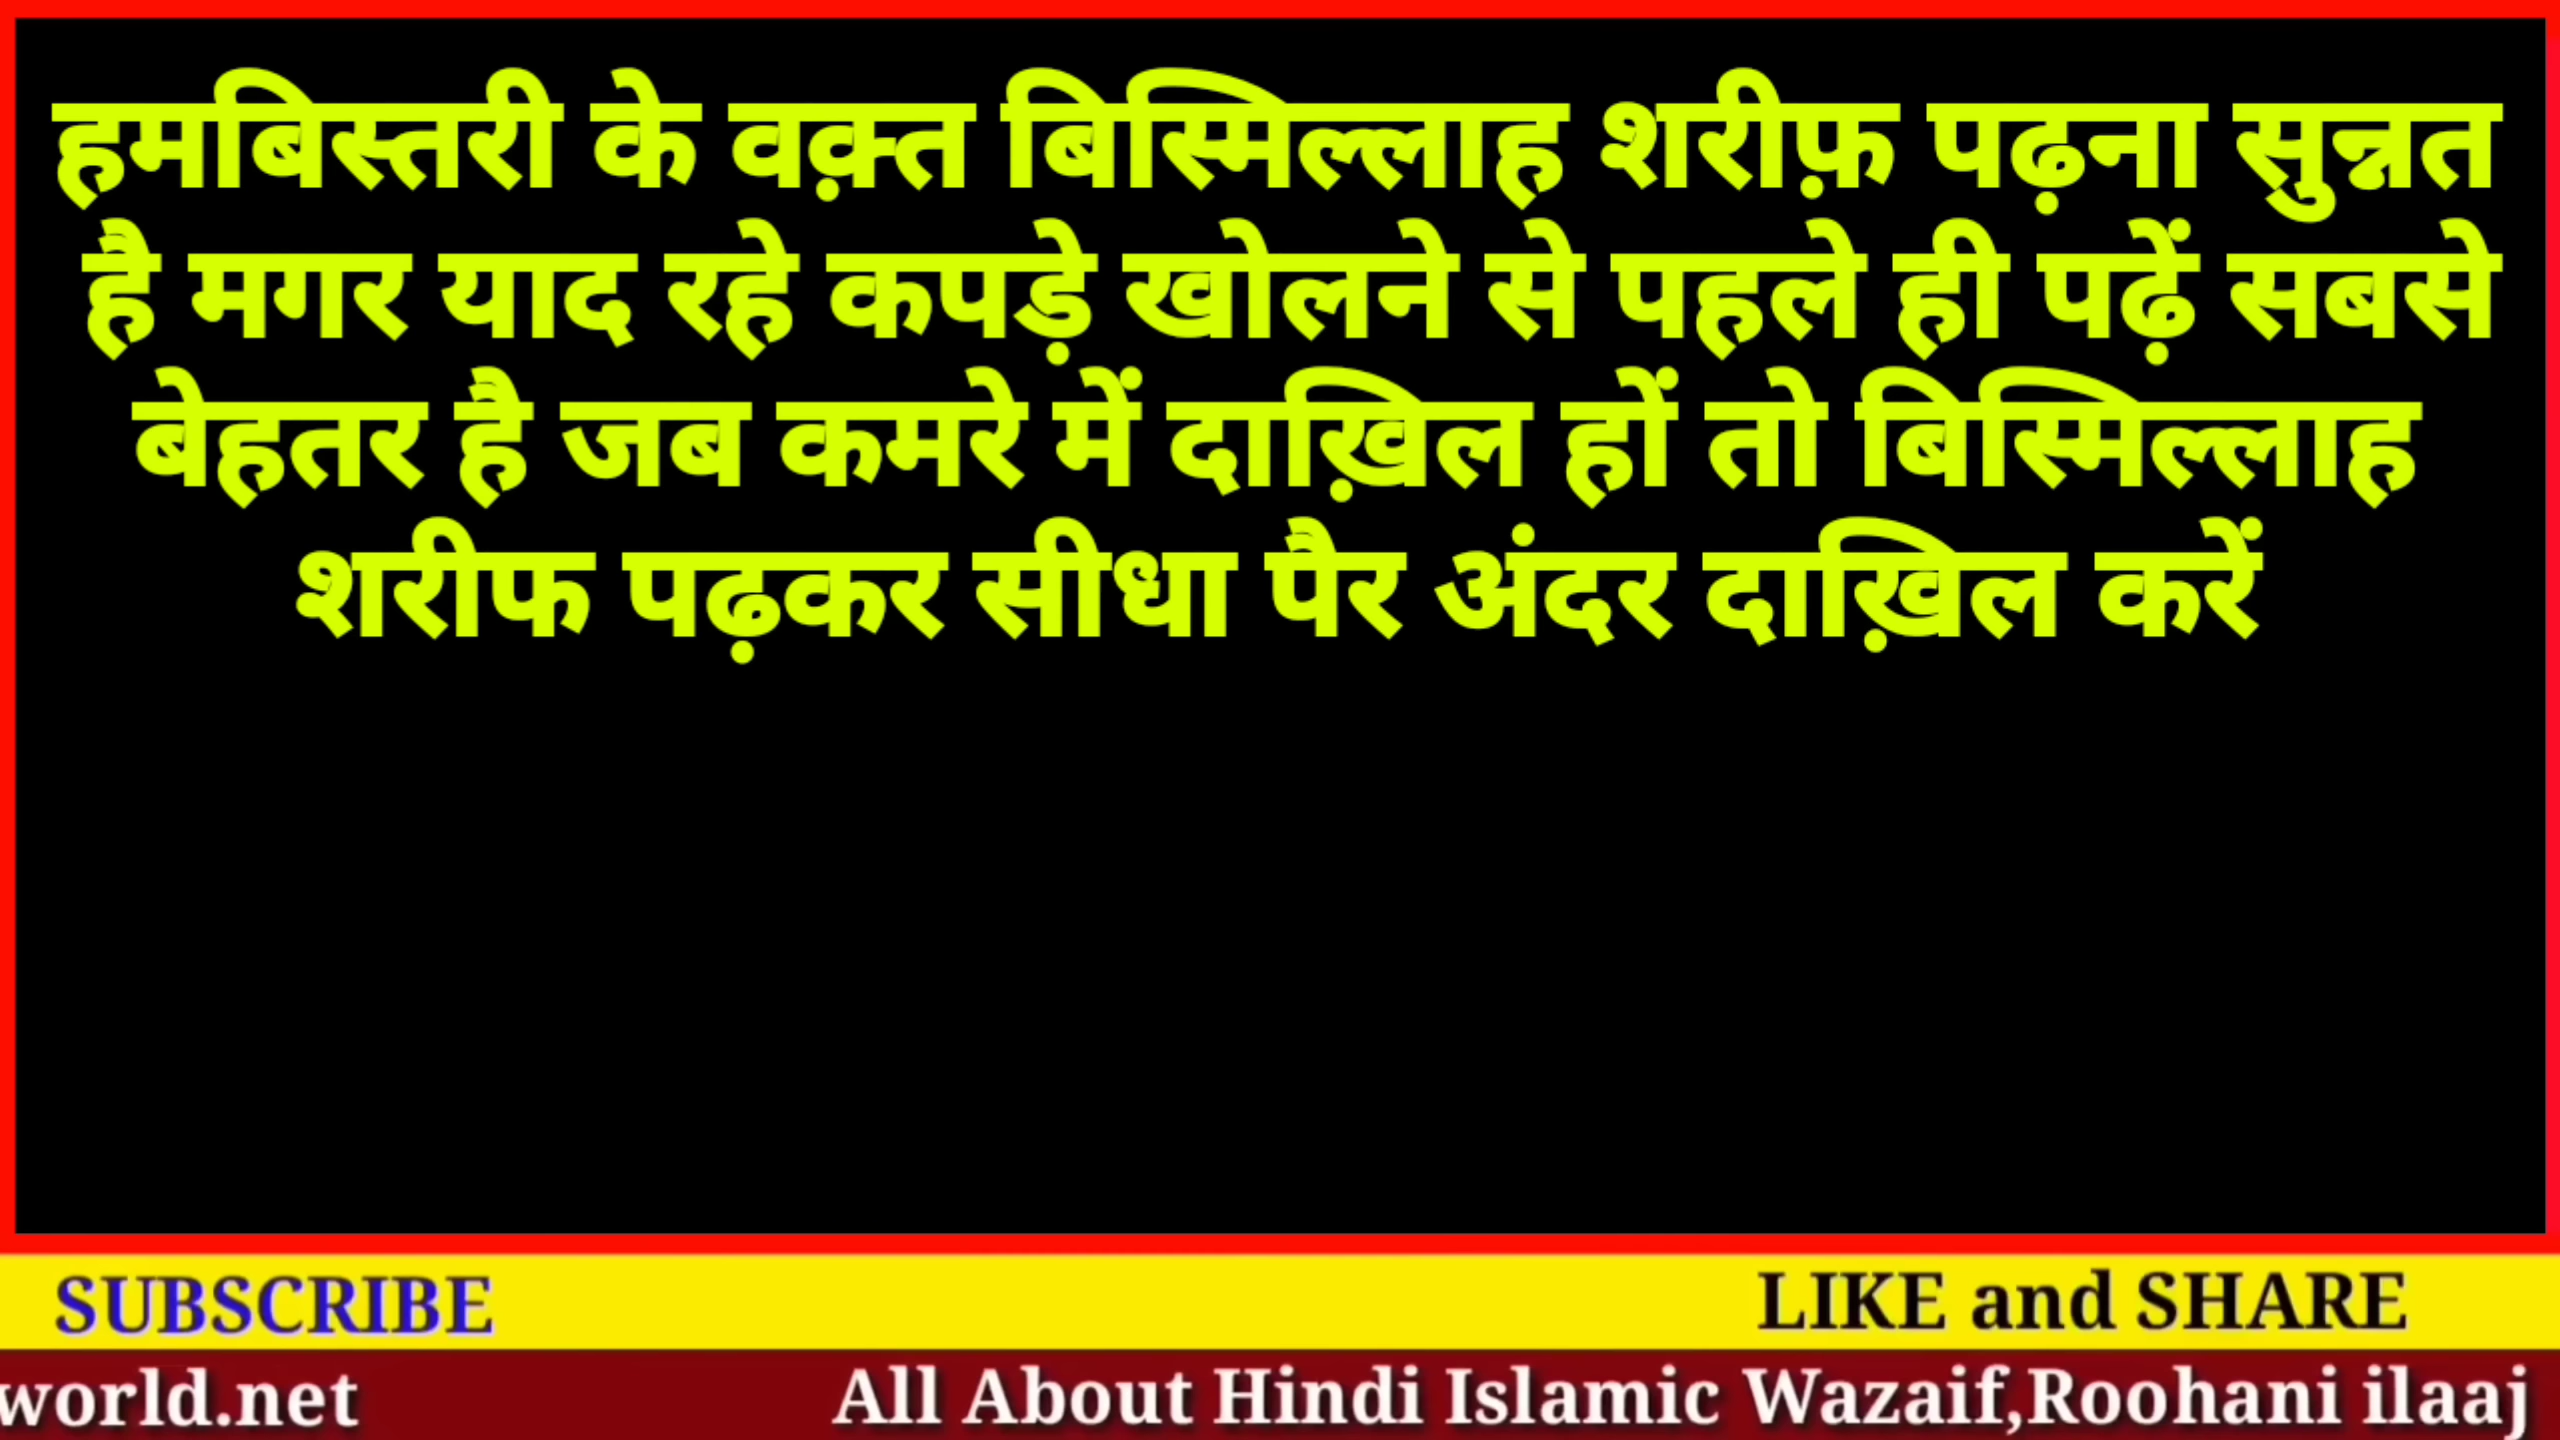 हमबिस्तरी के वक़्त बिस्मिल्लाह शरीफ़ पढ़ना सुन्नत
है मगर याद रहे कपड़े खोलने से पहले ही पढ़ें सबसे
बेहतर है जब कमरे में दाख़िल हों तो बिस्मिल्लाह
शरीफ पढ़कर सीधा पैर अंदर दाख़िल करें
SUBSCRIBE LIKE and SHARE
world.net All About Hindi Islamic Wazaif,Roohani ilaaj